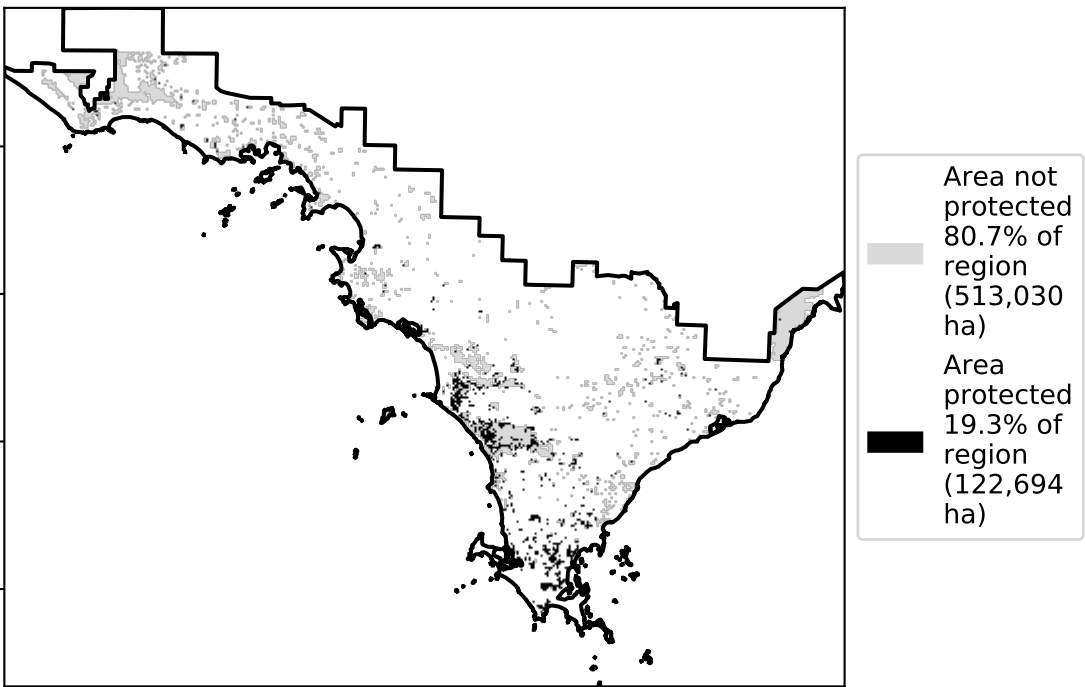 Area not
protected
80.7% of
region
(513,030
ha)
Area
protected
19.3% of
region
(122,694
ha)